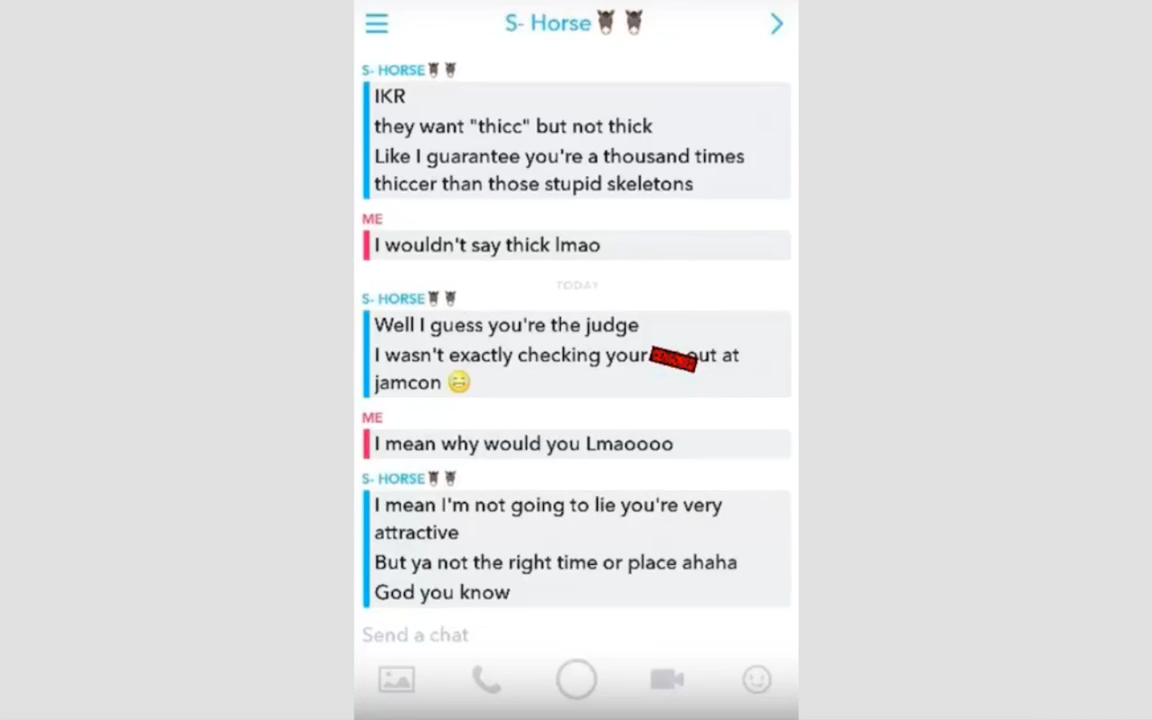 S- Horse
S- HORSE
IKR
they want "thicc" but not thick
Like I guarantee you're a thousand times
thiccer than those stupid skeletons
ME
I wouldn't say thick lmao
TODAY
S- HORSE
Well I guess you're the judge
I wasn't exactly checking your out at
jamcon
ME
I mean why would you Lmaoooo
S- HORSE
I mean I'm not going to lie you're very
attractive
But ya not the right time or place ahaha
God you know
Send a chat